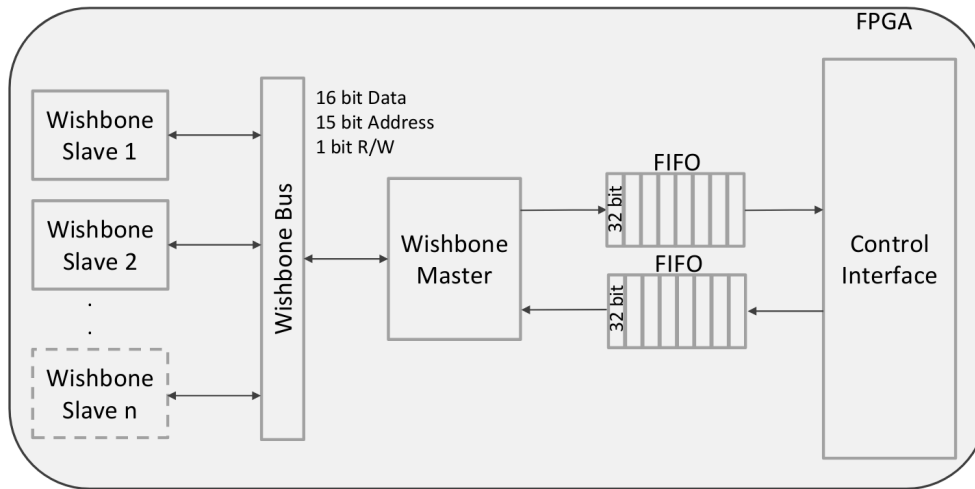 FPGA
Wishbone
Slave 1
Wishbone
Slave 2
.
.
Wishbone
Slave n
Wishbone Bus
16 bit Data
15 bit Address
1 bit R/W
Wishbone
Master
FIFO
32 bit
FIFO
32 bit
Control
Interface